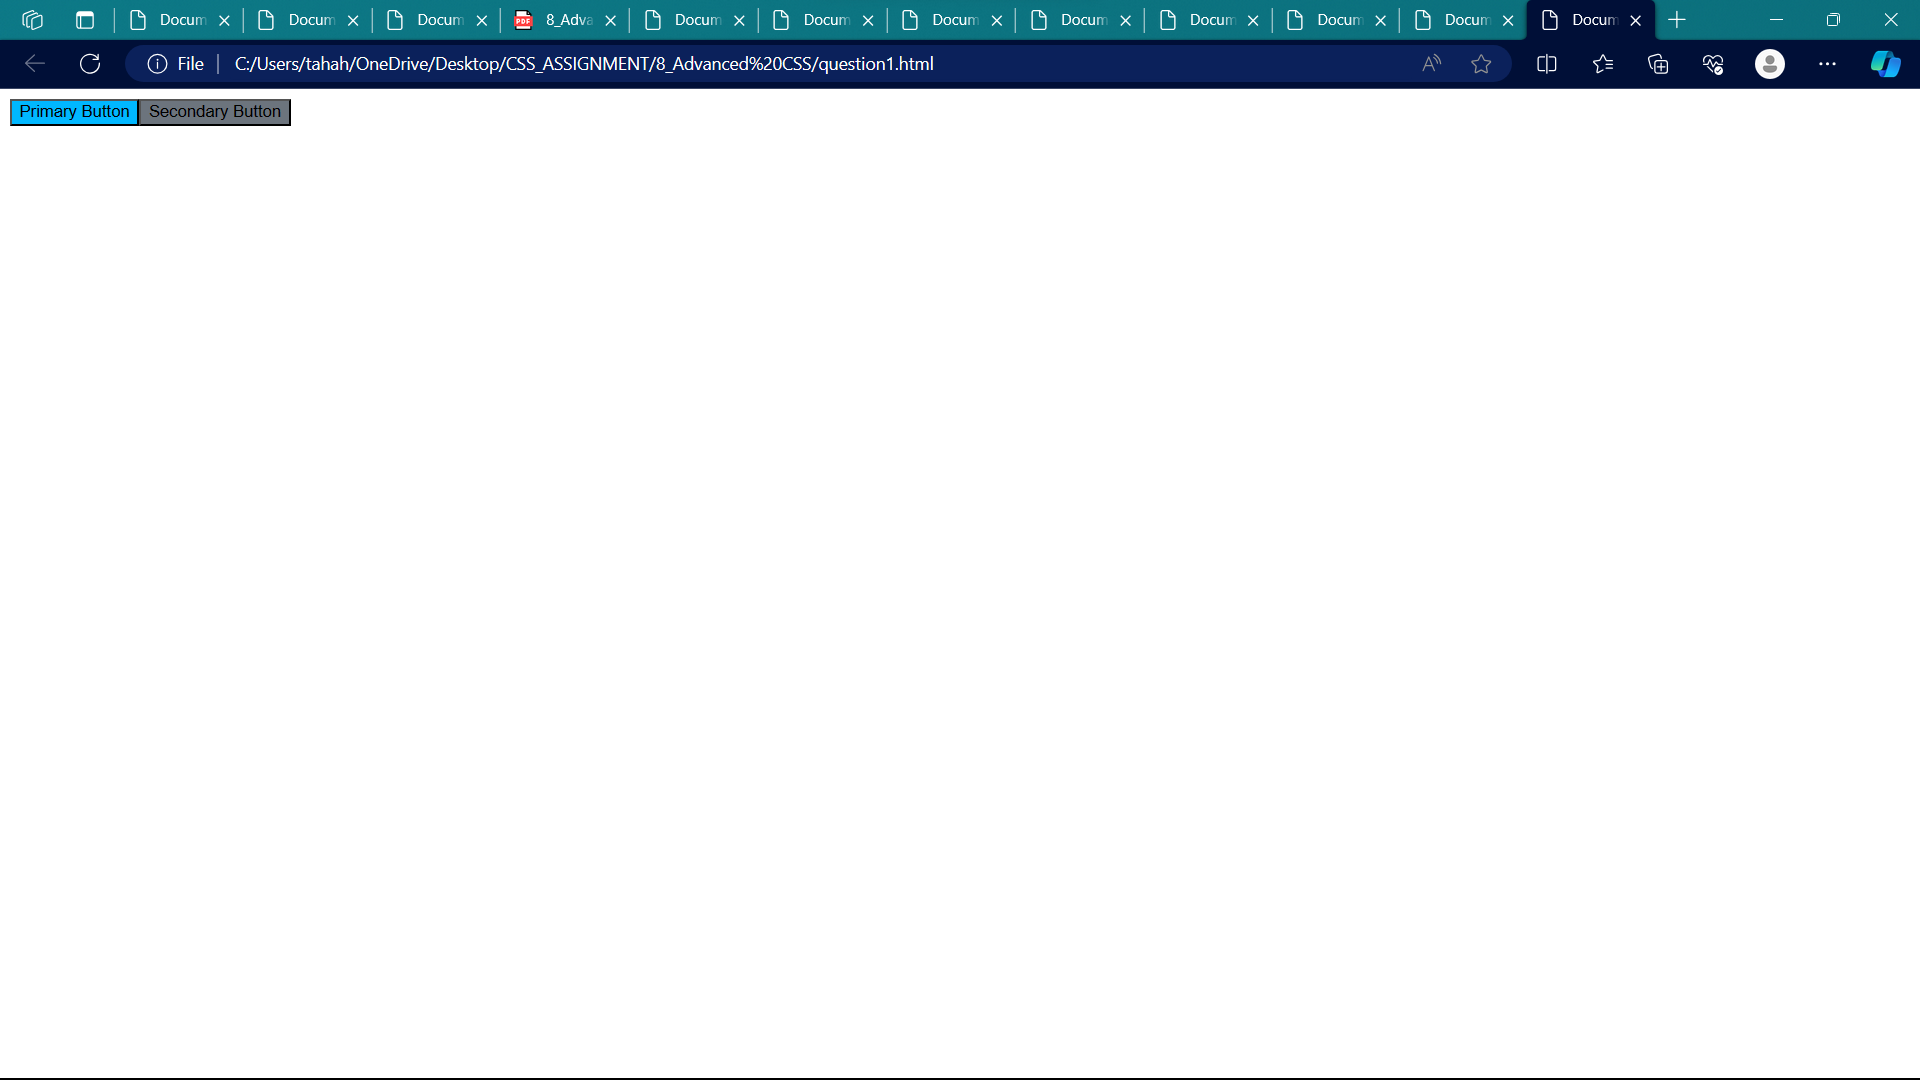 Docum Docum Docum PDF 8_Adva Docum Docum Docum Docum Docum Docum Docum Docum
File C:/Users/tahah/OneDrive/Desktop/CSS_ASSIGNMENT/8_Advanced%20CSS/question1.html
Primary Button Secondary Button